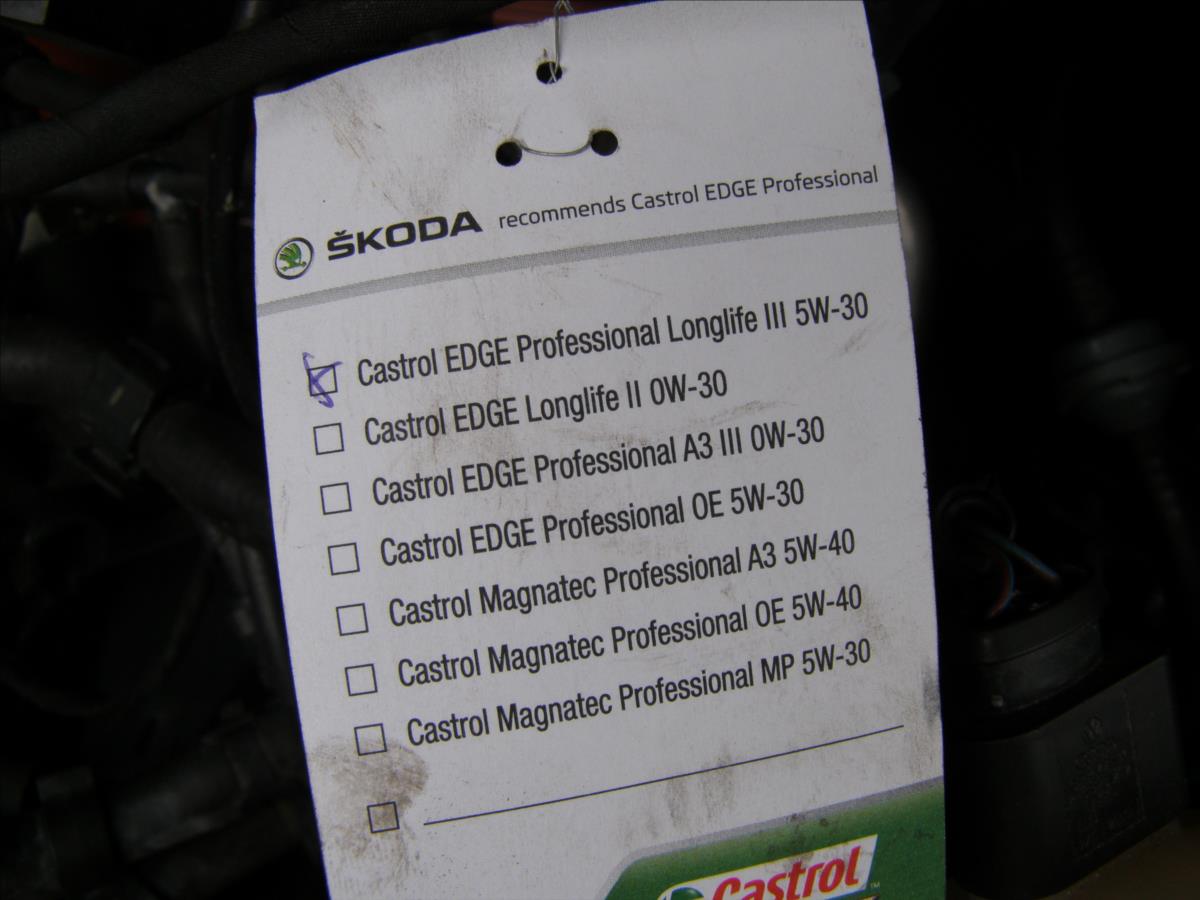 ŠKODA recommends Castrol EDGE Professional
Castrol EDGE Professional Longlife III 5W-30
Castrol EDGE Longlife II 0W-30
Castrol EDGE Professional A3 III 0W-30
Castrol EDGE Professional OE 5W-30
Castrol Magnatec Professional A3 5W-40
Castrol Magnatec Professional OE 5W-40
Castrol Magnatec Professional MP 5W-30
Castrol™